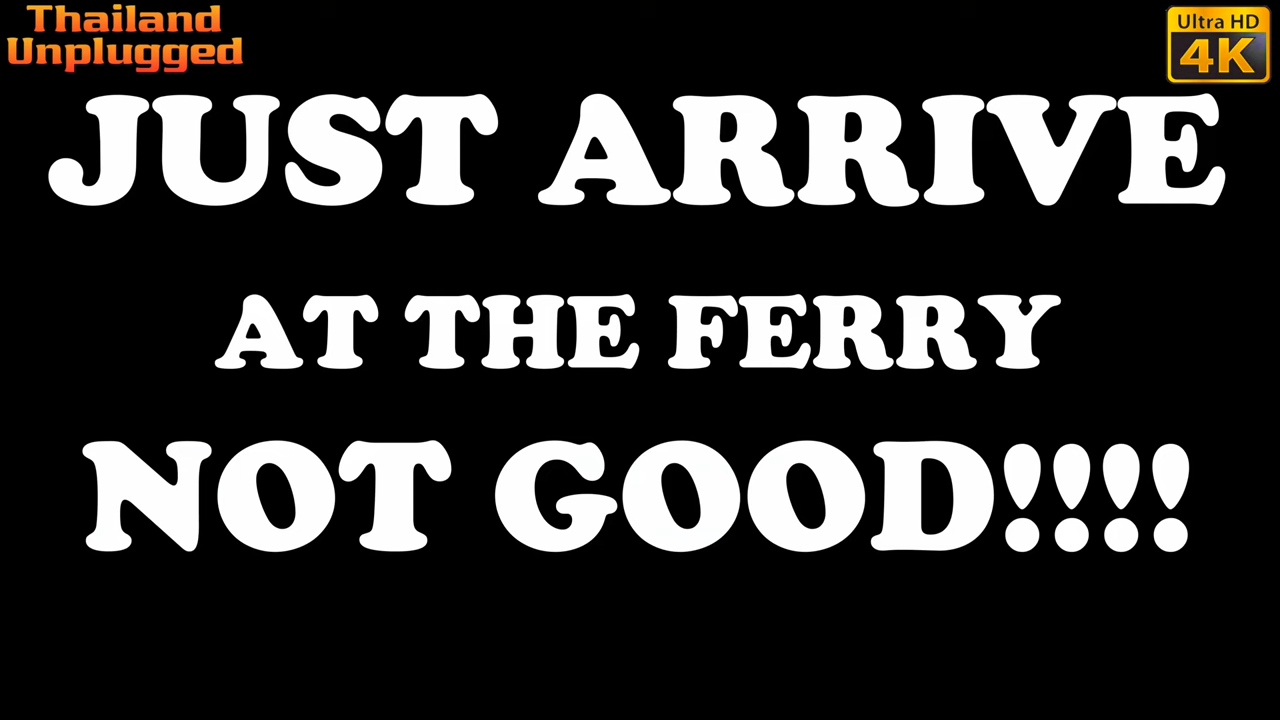 Thailand
Unplugged
Ultra HD
4K
JUST ARRIVE
AT THE FERRY
NOT GOOD!!!!